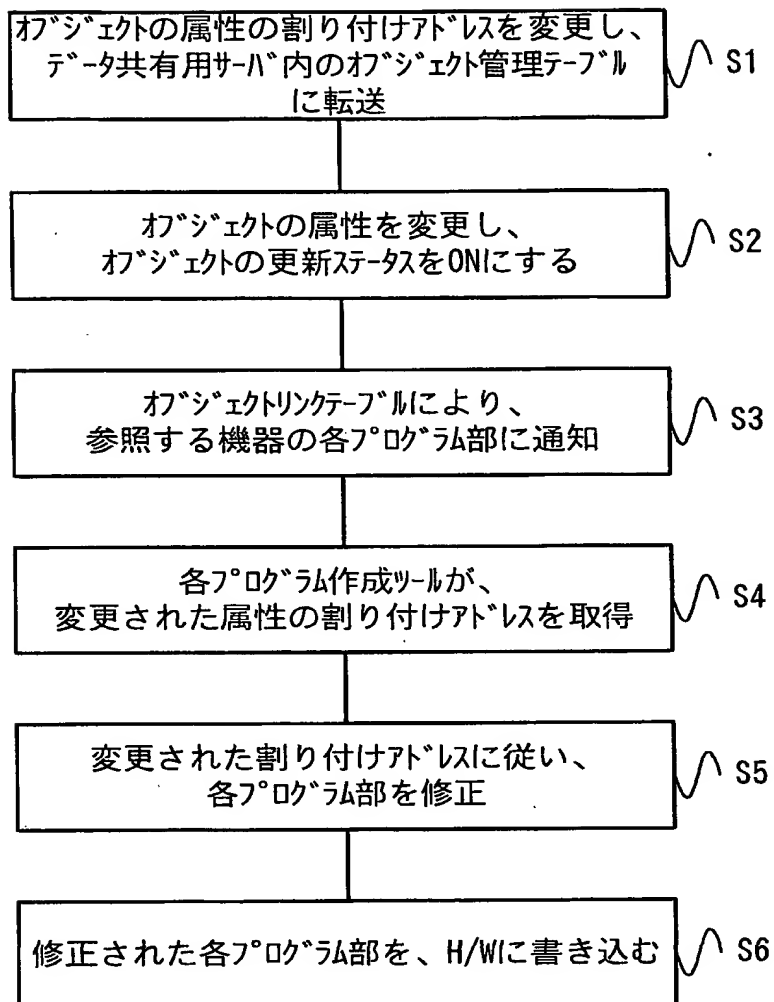 オブジェクトの属性の割り付けアドレスを変更し、
データ共有用サーバ内のオブジェクト管理テーブル
に転送
S1
オブジェクトの属性を変更し、
オブジェクトの更新ステータスをONにする
S2
オブジェクトリンクテーブルにより、
参照する機器の各プログラム部に通知
S3
各プログラム作成ツールが、
変更された属性の割り付けアドレスを取得
S4
変更された割り付けアドレスに従い、
各プログラム部を修正
S5
修正された各プログラム部を、H/Wに書き込む
S6